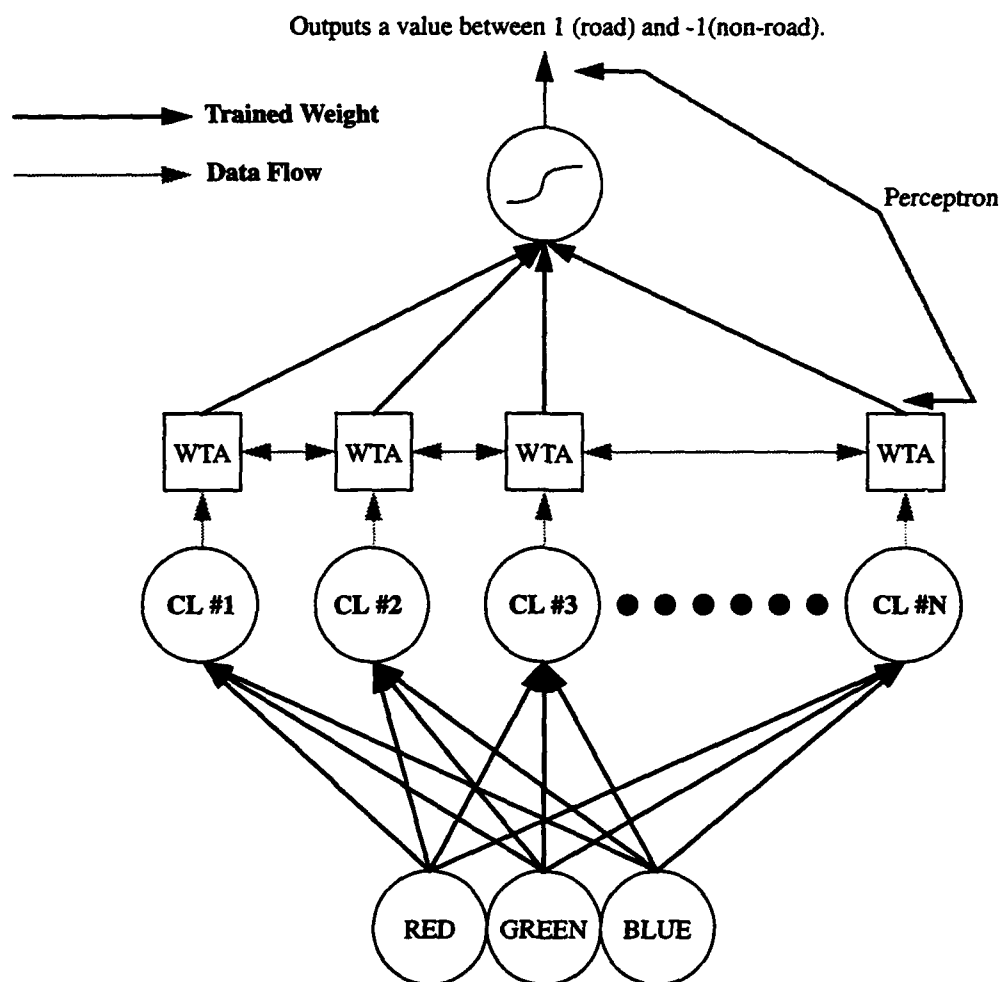 Outputs a value between 1 (road) and -1(non-road).
Trained Weight
Data Flow
Perceptron
WTA WTA WTA WTA
CL #1 CL #2 CL #3 CL #N
RED GREEN BLUE